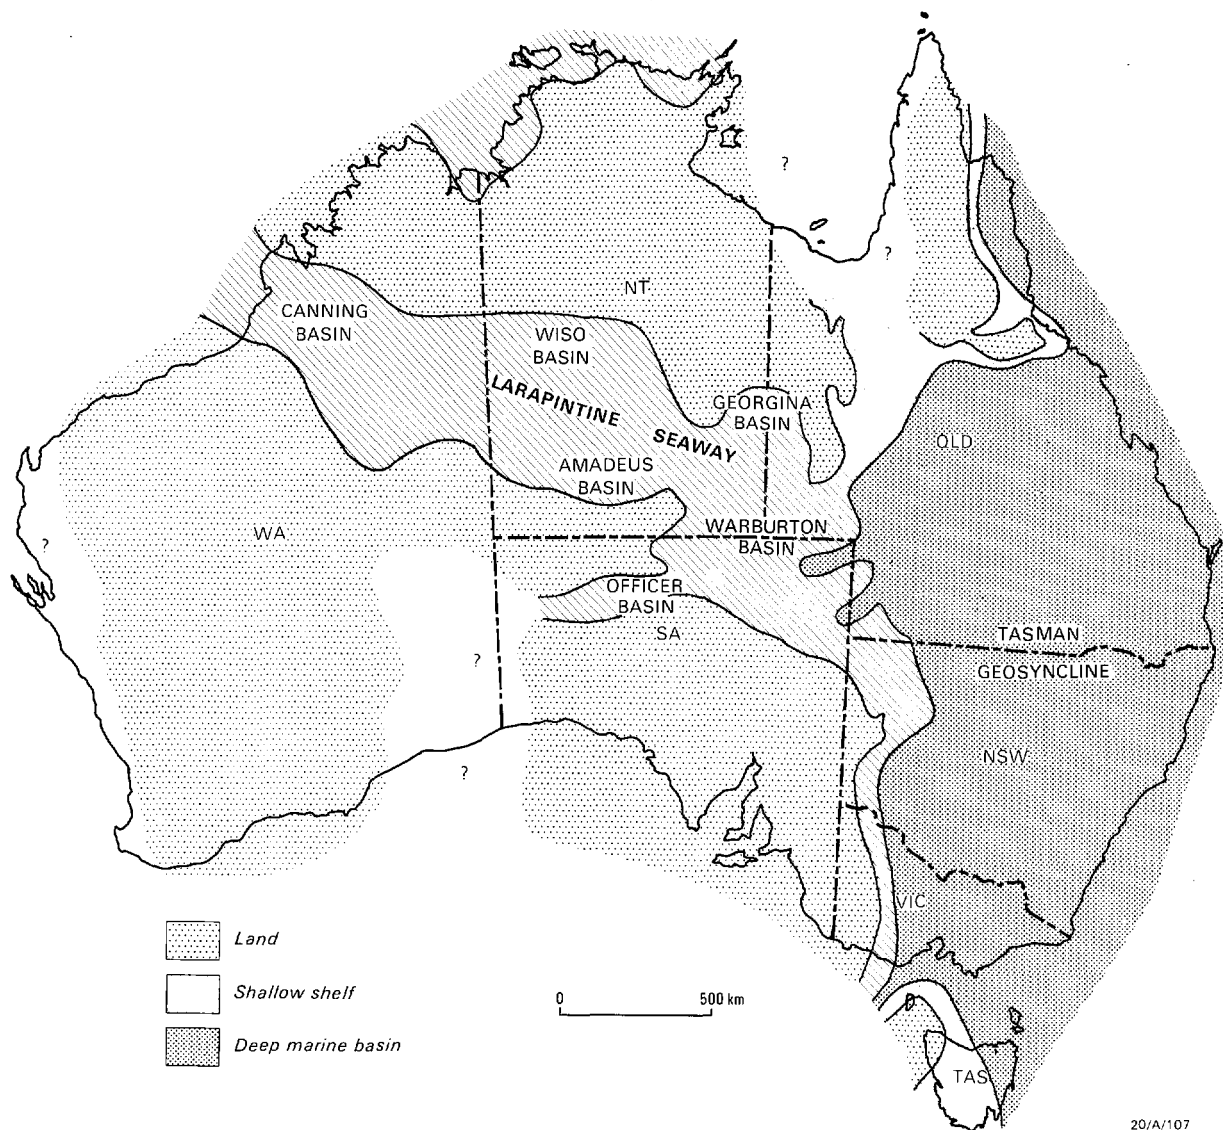 ?
?
NT
CANNING
BASIN
WISO
BASIN
LARAPINTINE SEAWAY
GEORGINA
BASIN
QLD
AMADEUS
BASIN
WA
WARBURTON
BASIN
?
OFFICER
BASIN
SA
TASMAN
GEOSYNCLINE
?
NSW
?
VIC
Land
Shallow shelf
Deep marine basin
0 500 km
TAS
20/A/107